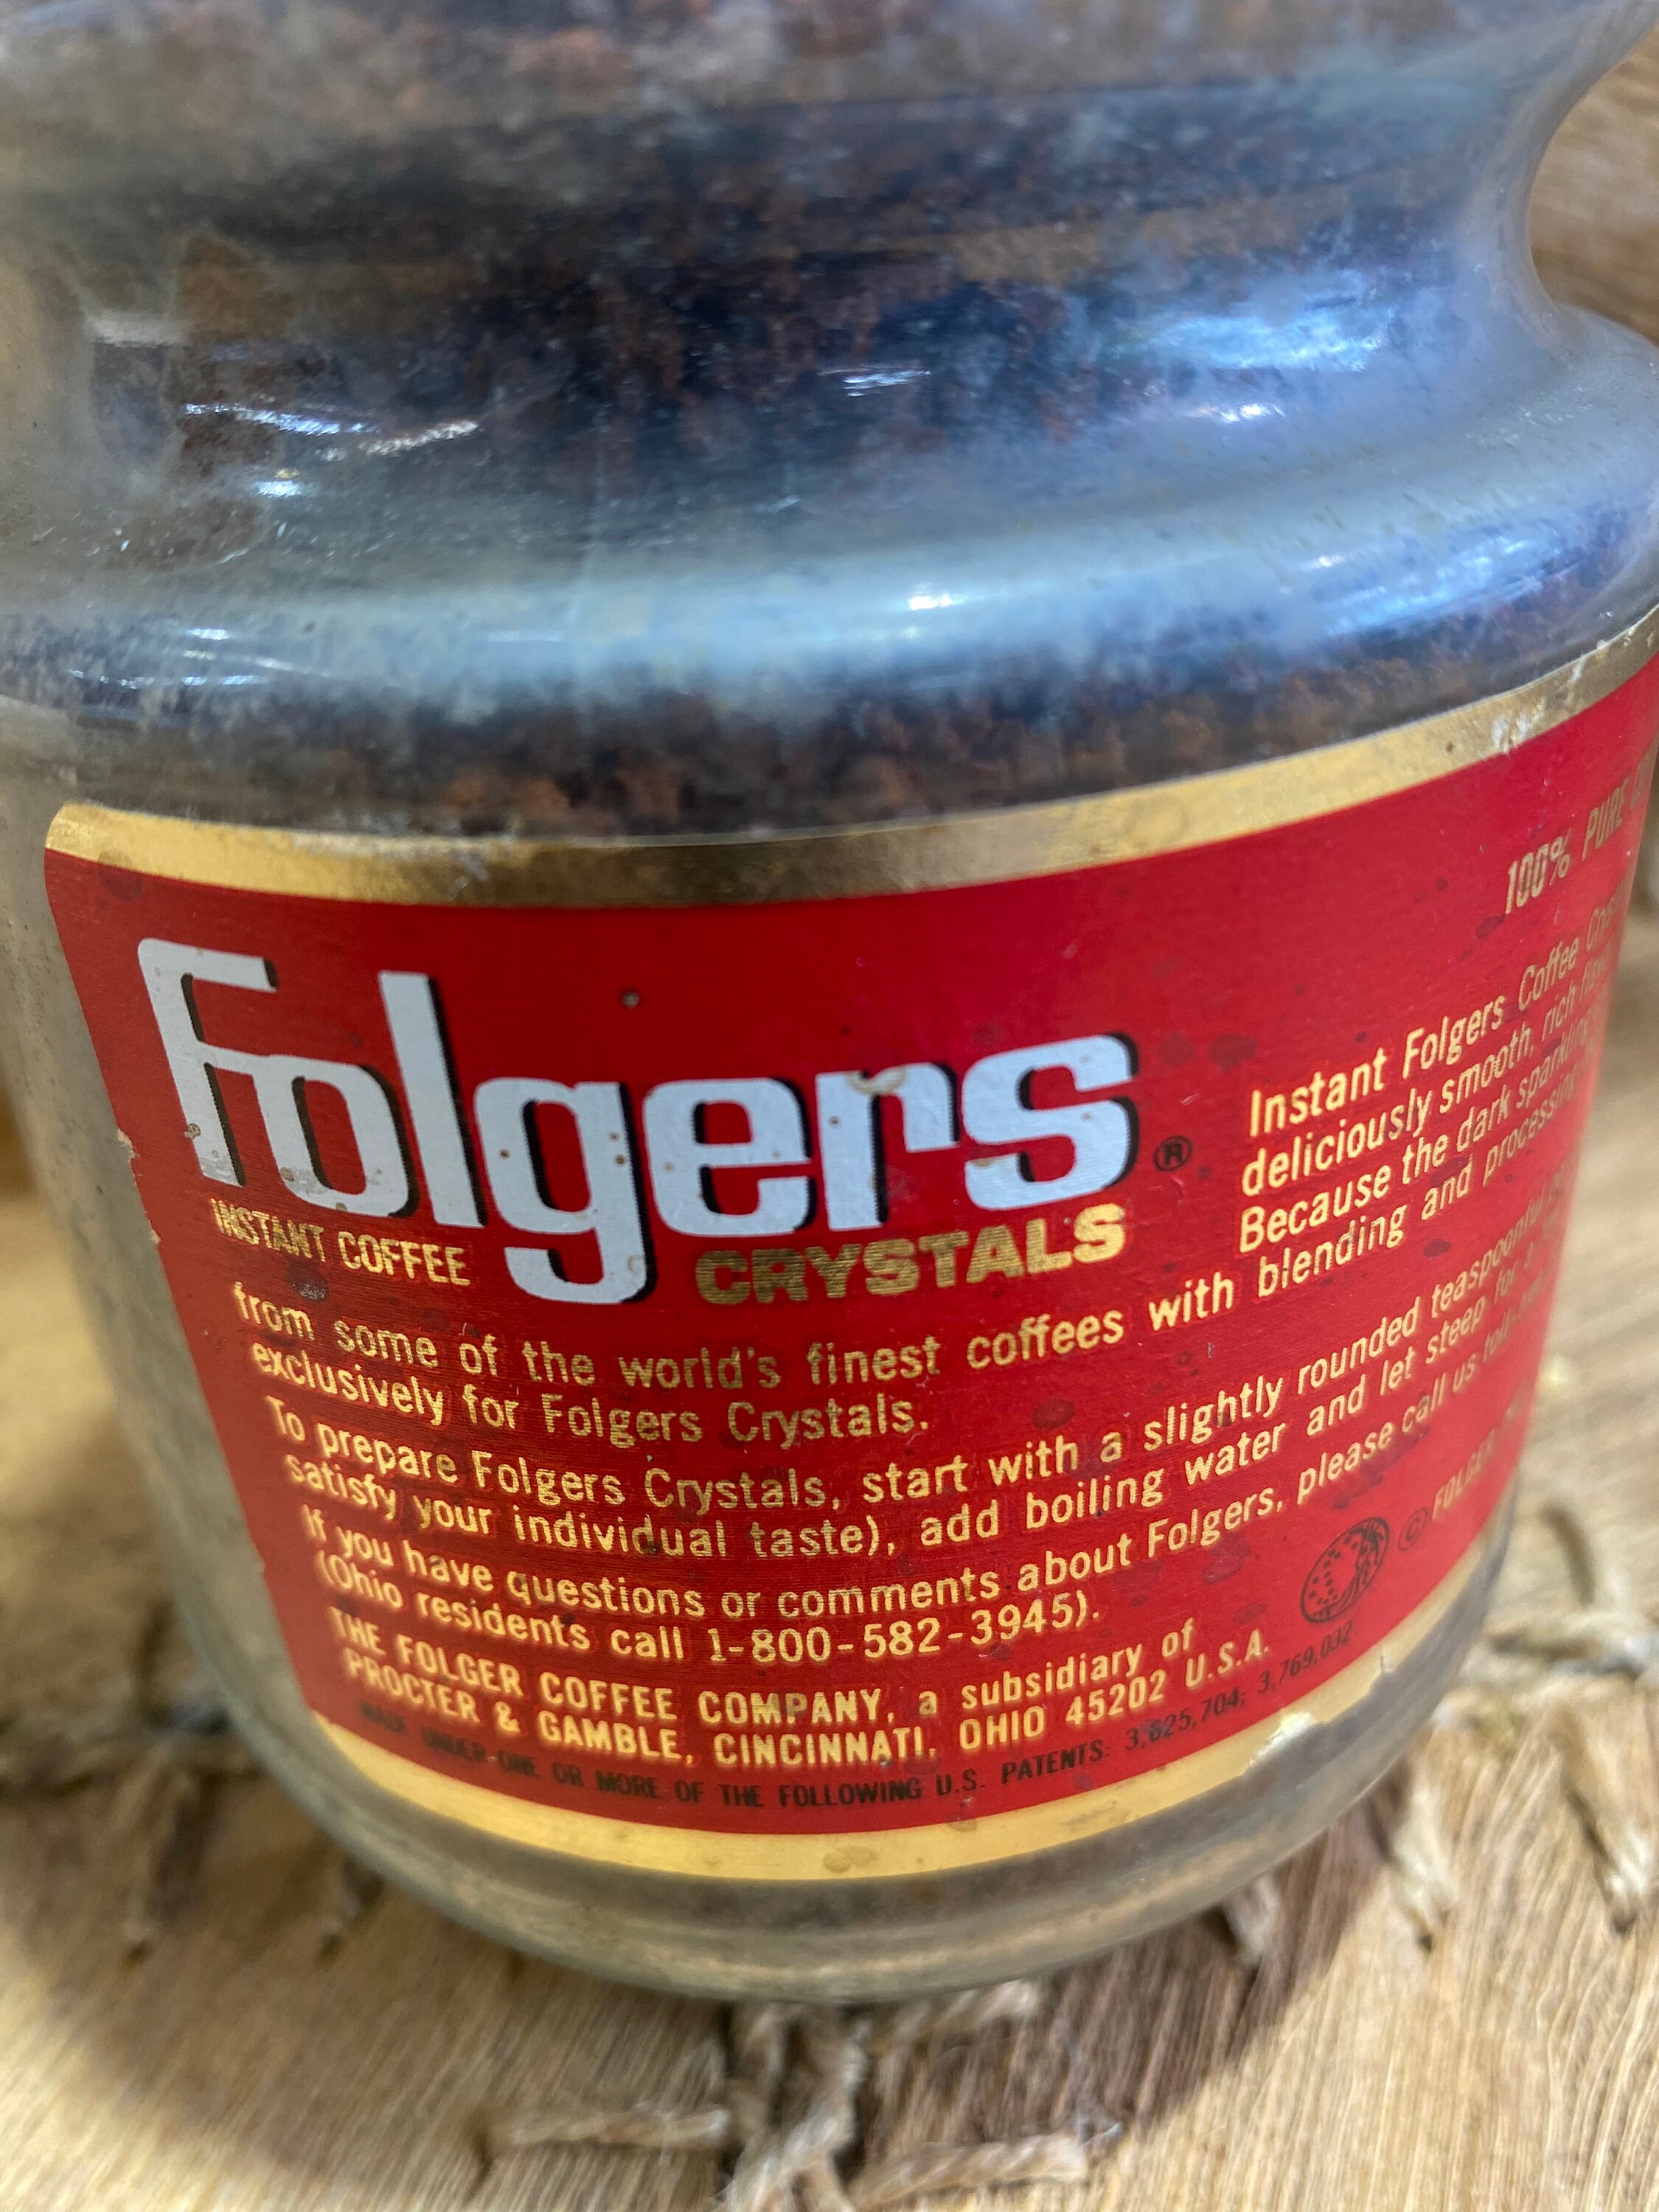 100% PURE
Folgers®
INSTANT COFFEE
CRYSTALS
Instant Folgers Coffee
deliciously smooth, rich
Because the dark sparkling
from some of the world's finest coffees with blending and processing
exclusively for Folgers Crystals.
To prepare Folgers Crystals, start with a slightly rounded teaspoonful
satisfy your individual taste), add boiling water and let steep for a
If you have questions or comments about Folgers, please call us toll-
(Ohio residents call 1-800-582-3945).
THE FOLGER COFFEE COMPANY, a subsidiary of
PROCTER & GAMBLE, CINCINNATI, OHIO 45202 U.S.A.
© FOLGER
MADE UNDER ONE OR MORE OF THE FOLLOWING U.S. PATENTS: 3,625,704; 3,769,032